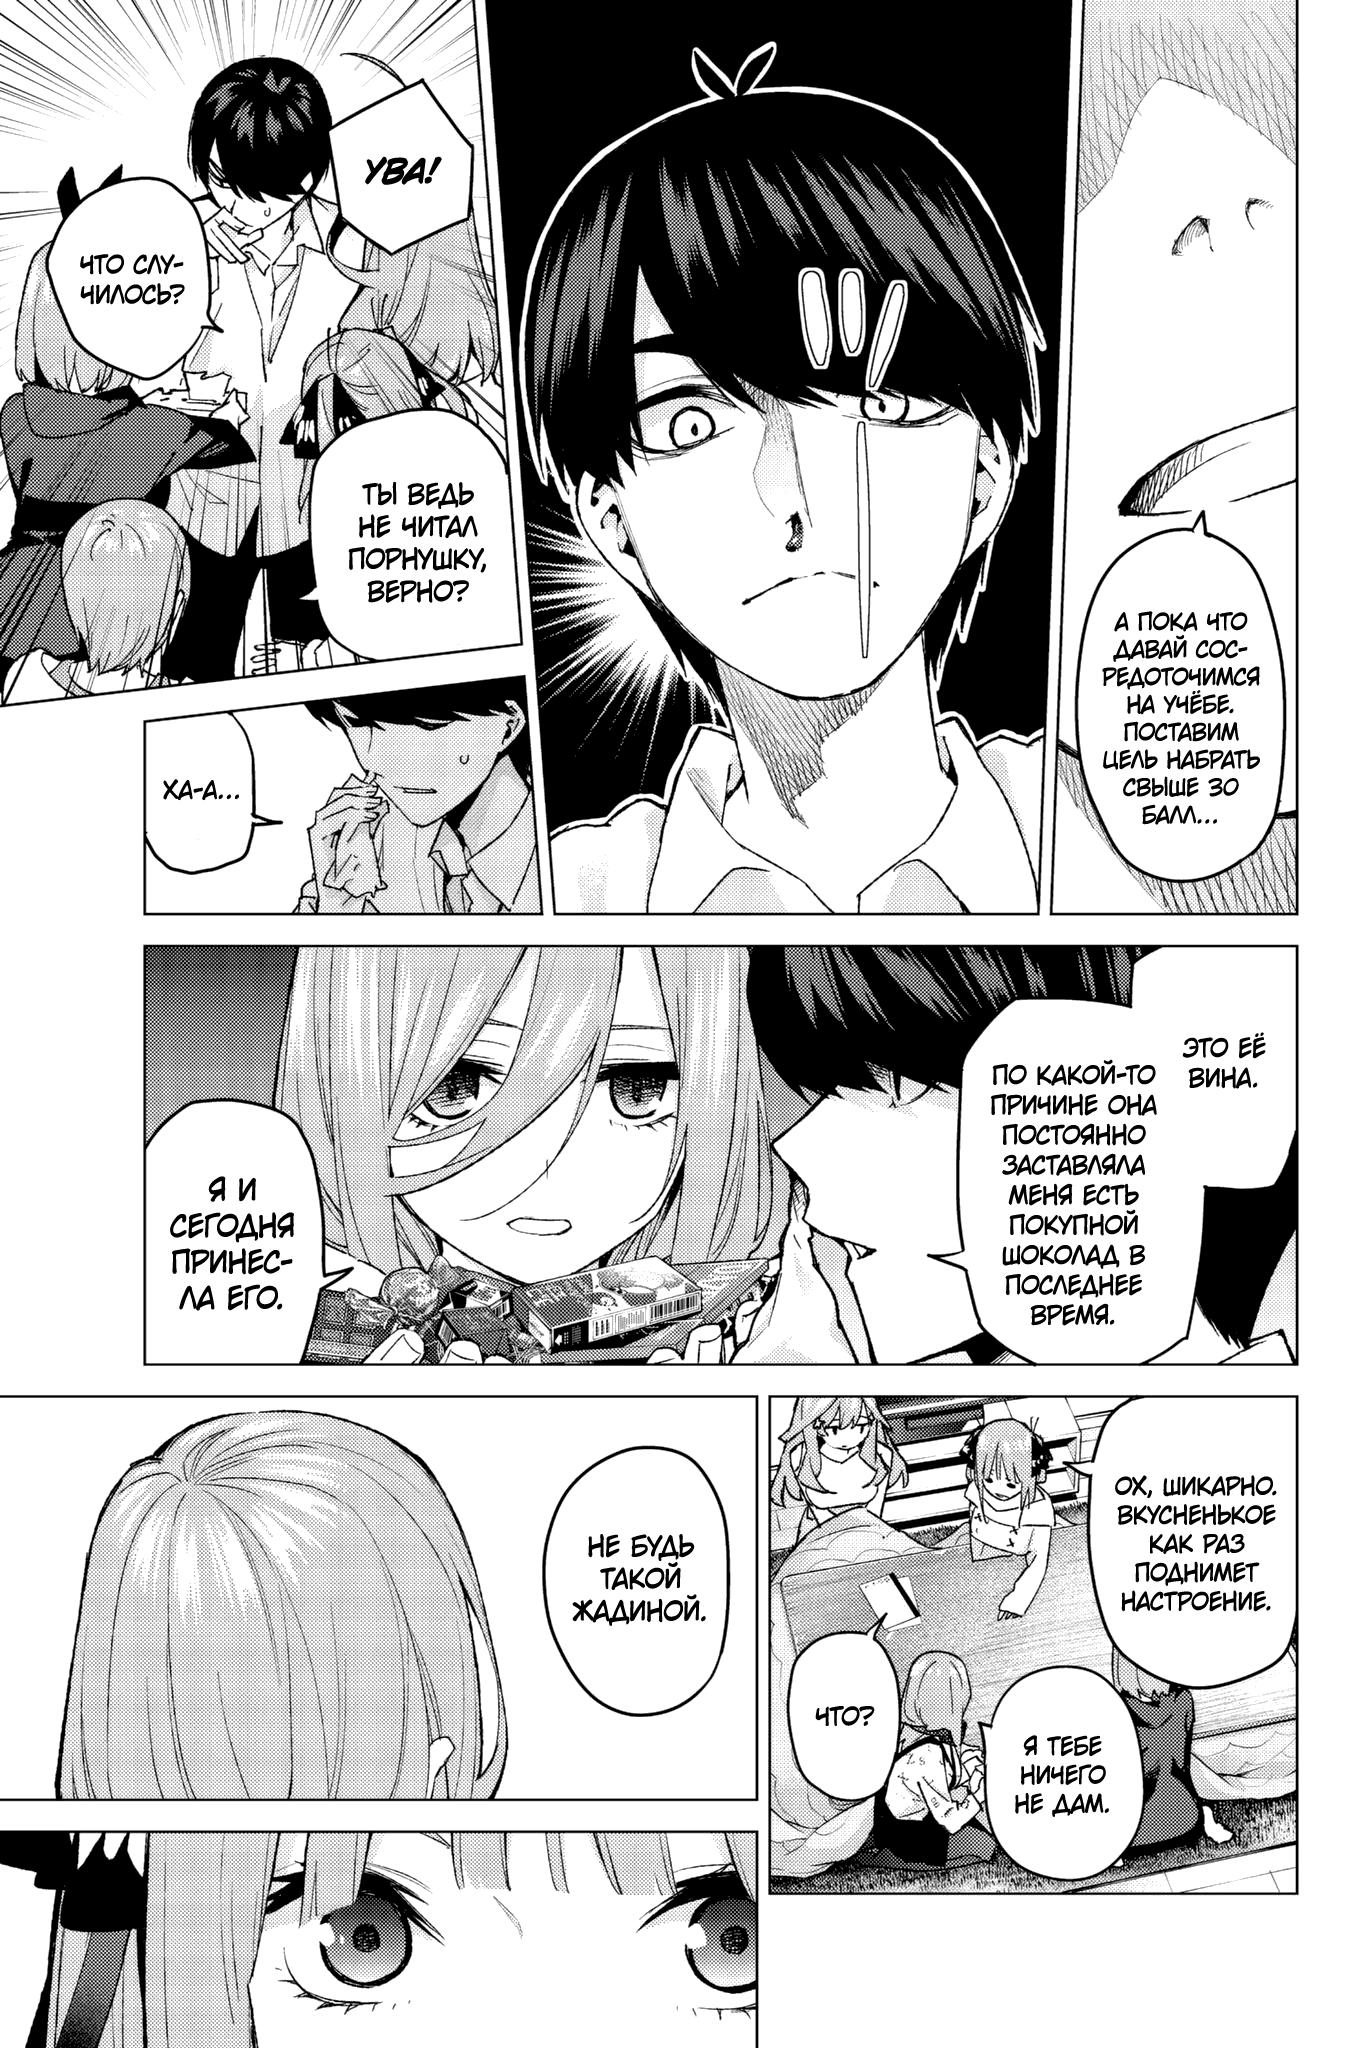 А ПОКА ЧТО
ДАВАЙ СОС-
РЕДОТОЧИМСЯ
НА УЧЁБЕ.
ПОСТАВИМ
ЦЕЛЬ НАБРАТЬ
СВЫШЕ 30
БАЛЛ...
УВА!
ЧТО СЛУ-
ЧИЛОСЬ?
ТЫ ВЕДЬ
НЕ ЧИТАЛ
ПОРНУШКУ,
ВЕРНО?
ХА-А...
ЭТО ЕЁ
ВИНА.
ПО КАКОЙ-ТО
ПРИЧИНЕ ОНА
ПОСТОЯННО
ЗАСТАВЛЯЛА
МЕНЯ ЕСТЬ
ПОКУПНОЙ
ШОКОЛАД В
ПОСЛЕДНЕЕ
ВРЕМЯ.
Я И
СЕГОДНЯ
ПРИНЕС-
ЛА ЕГО.
ОХ, ШИКАРНО.
ВКУСНЕНЬКОЕ
КАК РАЗ
ПОДНИМЕТ
НАСТРОЕНИЕ.
Я ТЕБЕ
НИЧЕГО
НЕ ДАМ.
ЧТО?
НЕ БУДЬ
ТАКОЙ
ЖАДИНОЙ.